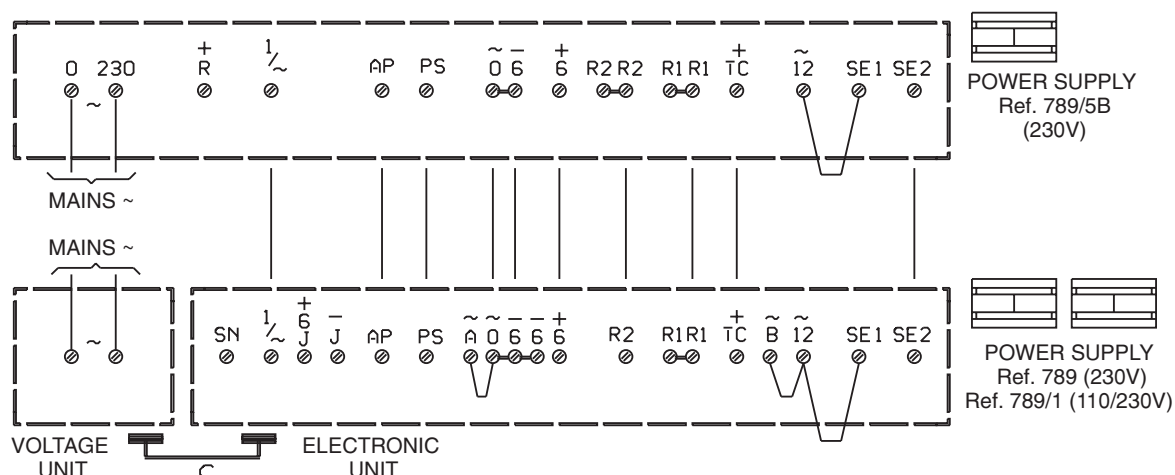 0 230 + R 1/~ AP PS ~ 0 − 6 + 6 R2 R2 R1 R1 + TC ~ 12 SE1 SE2
~
POWER SUPPLY
Ref. 789/5B
(230V)
MAINS ~
MAINS ~
~
SN 1/~ + 6 J − J AP PS ~ A ~ 0 − 6 − 6 + 6 R2 R1 R1 + TC ~ B ~ 12 SE1 SE2
POWER SUPPLY
Ref. 789 (230V)
Ref. 789/1 (110/230V)
VOLTAGE
UNIT
C
ELECTRONIC
UNIT